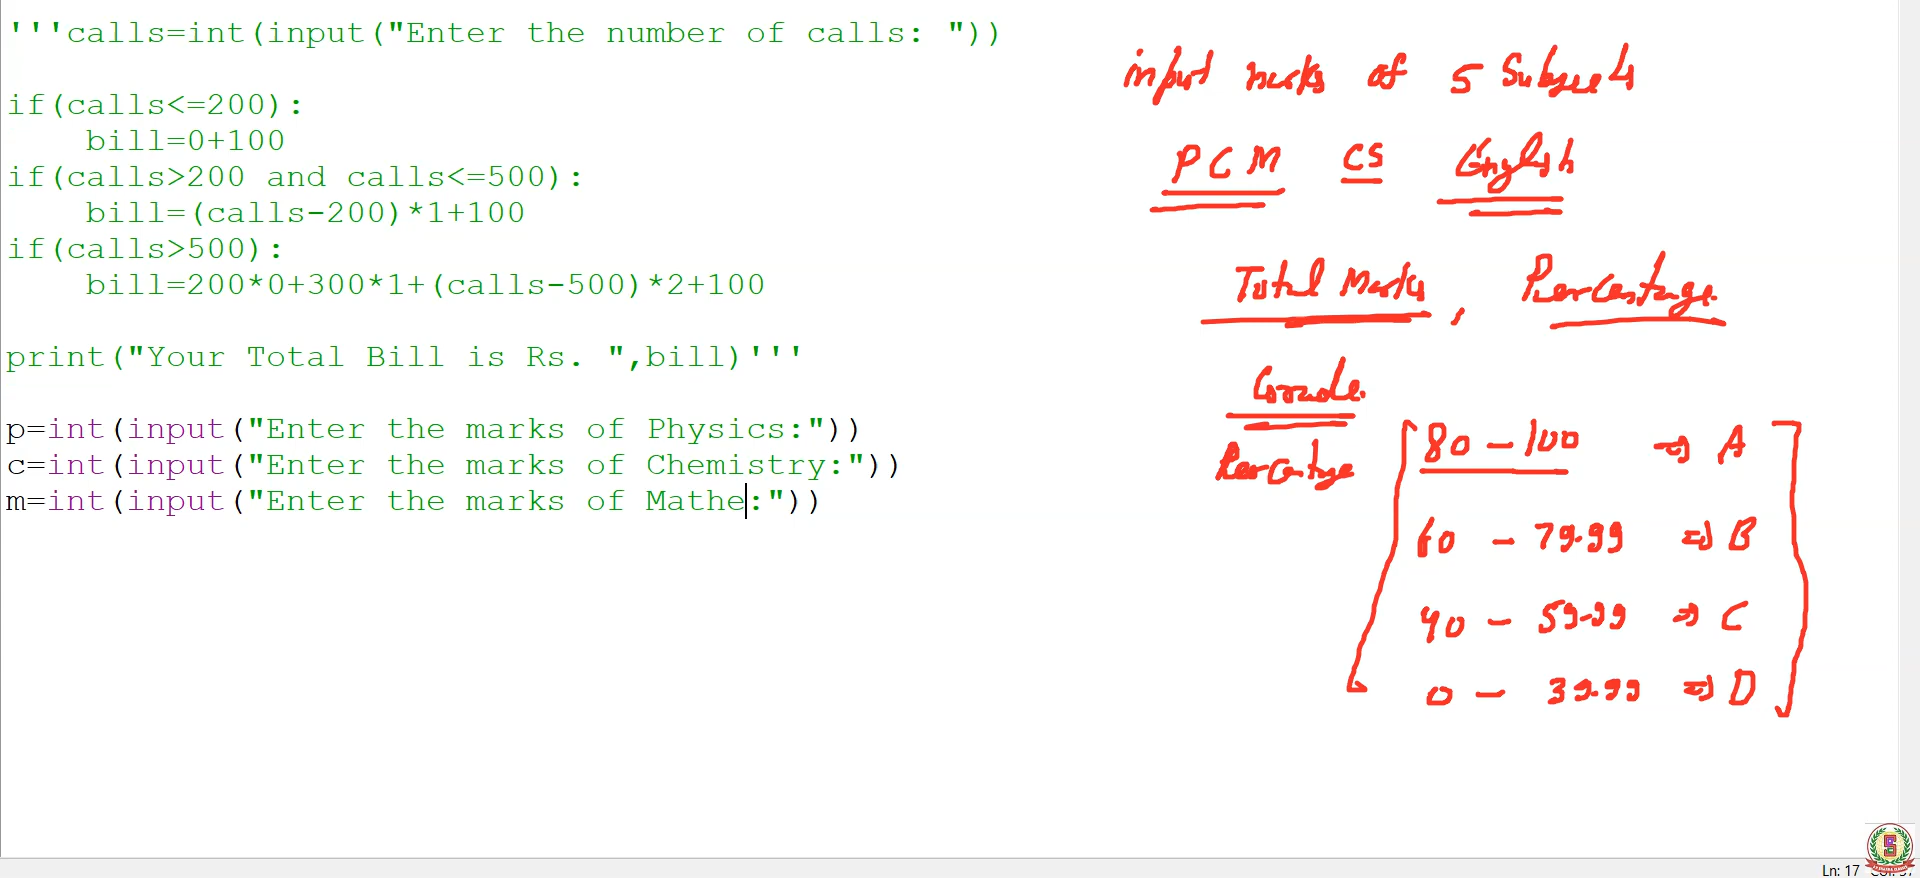 '''calls=int(input("Enter the number of calls: "))
if(calls<=200):
    bill=0+100
if(calls>200 and calls<=500):
    bill=(calls-200)*1+100
if(calls>500):
    bill=200*0+300*1+(calls-500)*2+100
print("Your Total Bill is Rs. ",bill)'''
p=int(input("Enter the marks of Physics:"))
c=int(input("Enter the marks of Chemistry:"))
m=int(input("Enter the marks of Mathe:"))
input marks of 5 Subjects
PCM CS English
Total Marks, Percentage
Grade
Percentage
80 - 100 => A
60 - 79.99 => B
40 - 59.99 => C
0 - 39.99 => D
Ln: 17